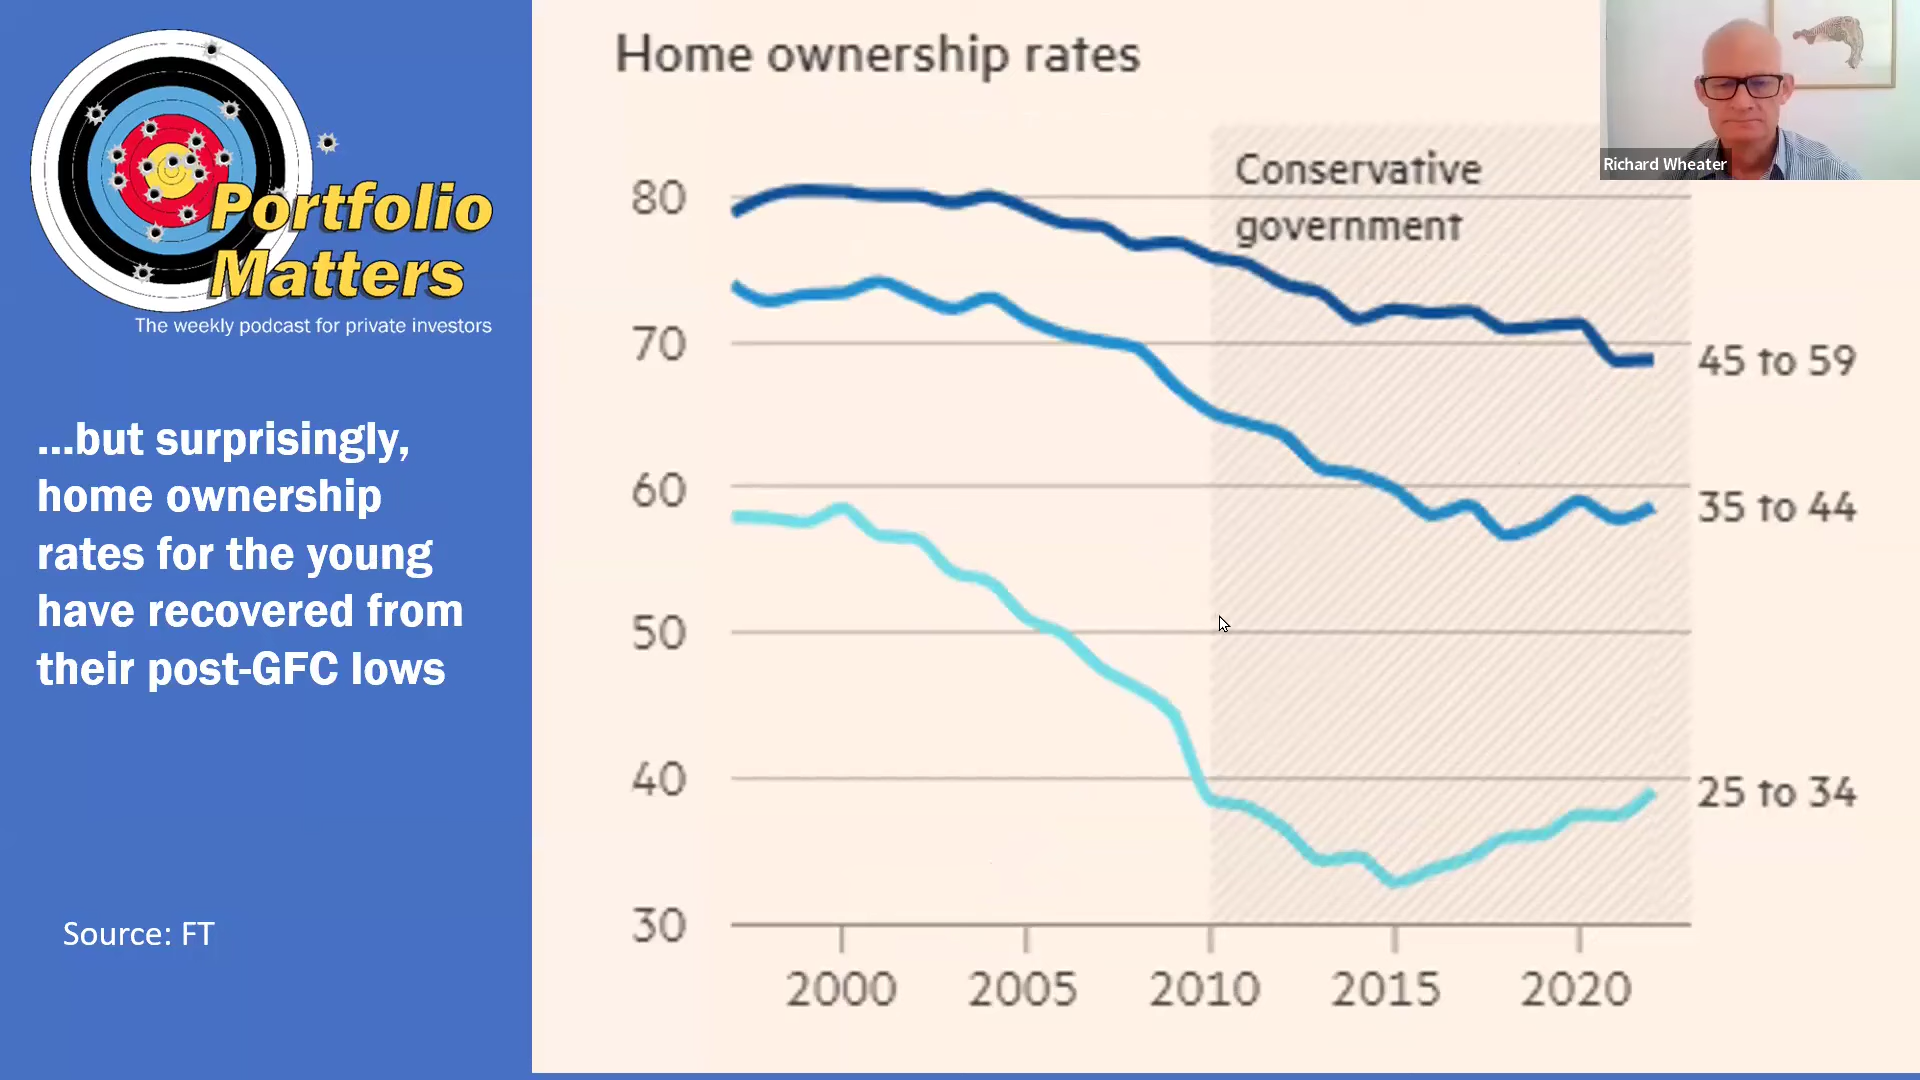 Portfolio
Matters
The weekly podcast for private investors
...but surprisingly,
home ownership
rates for the young
have recovered from
their post-GFC lows
Source: FT
Home ownership rates
Conservative
government
80
70
60
50
40
30
45 to 59
35 to 44
25 to 34
2000 2005 2010 2015 2020
Richard Wheater